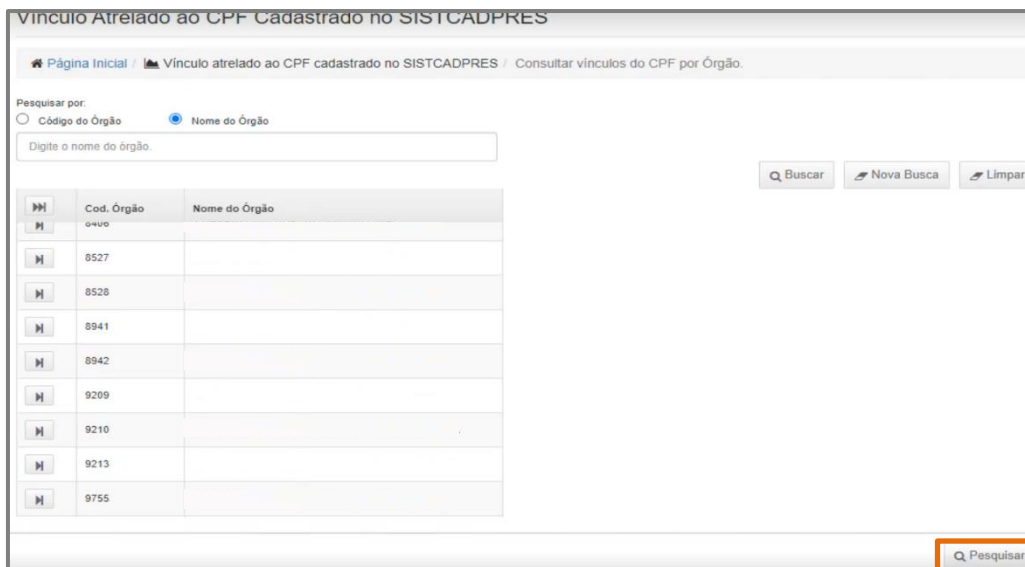 Vínculo Atrelado ao CPF Cadastrado no SISTCADPRES
Página Inicial / Vínculo atrelado ao CPF cadastrado no SISTCADPRES / Consultar vínculos do CPF por Órgão.
Pesquisar por:
Código do Órgão Nome do Órgão
Digite o nome do órgão.
Buscar Nova Busca Limpar
Cod. Órgão Nome do Órgão
8406
8527
8528
8941
8942
9209
9210
9213
9755
Pesquisar